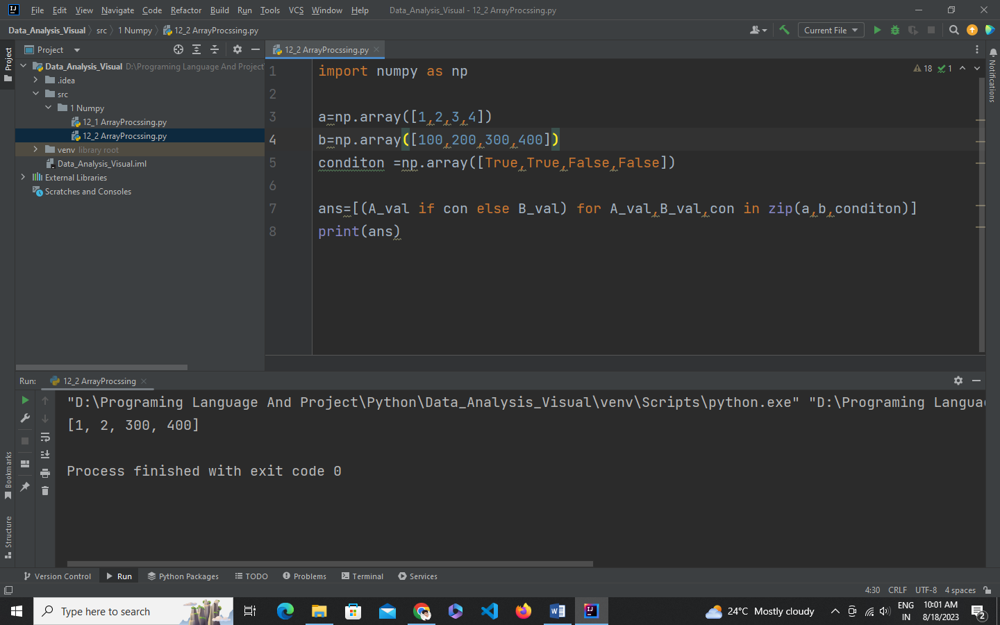 File Edit View Navigate Code Refactor Build Run Tools VCS Window Help Data_Analysis_Visual - 12_2 ArrayProcssing.py
Data_Analysis_Visual src 1 Numpy 12_2 ArrayProcssing.py Current File
Project
Project
12_2 ArrayProcssing.py
Data_Analysis_Visual D:\Programing Language And Project
.idea
src
1 Numpy
12_1 ArrayProcssing.py
12_2 ArrayProcssing.py
venv library root
Data_Analysis_Visual.iml
External Libraries
Scratches and Consoles
18 1
1 import numpy as np
2
3 a=np.array([1,2,3,4])
4 b=np.array([100,200,300,400])
5 conditon =np.array([True,True,False,False])
6
7 ans=[(A_val if con else B_val) for A_val,B_val,con in zip(a,b,conditon)]
8 print(ans)
Notifications
Run: 12_2 ArrayProcssing
"D:\Programing Language And Project\Python\Data_Analysis_Visual\venv\Scripts\python.exe" "D:\Programing Langua
[1, 2, 300, 400]
Process finished with exit code 0
Bookmarks
Structure
Version Control Run Python Packages TODO Problems Terminal Services
4:30 CRLF UTF-8 4 spaces
Type here to search
24°C Mostly cloudy
ENG
IN
10:01 AM
8/18/2023
2